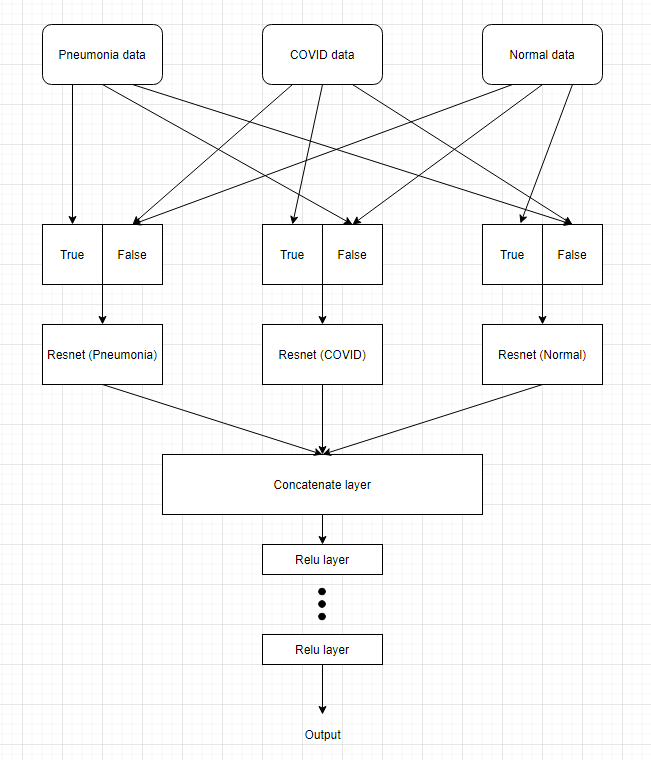 Pneumonia data
COVID data
Normal data
True
False
True
False
True
False
Resnet (Pneumonia)
Resnet (COVID)
Resnet (Normal)
Concatenate layer
Relu layer
Relu layer
Output